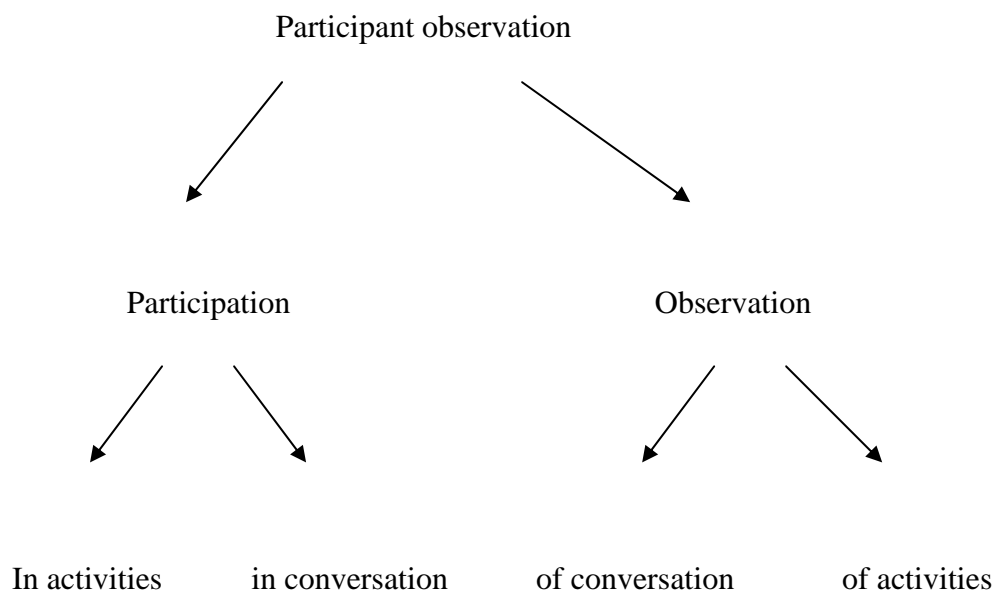 Participant observation
Participation Observation
In activities in conversation of conversation of activities